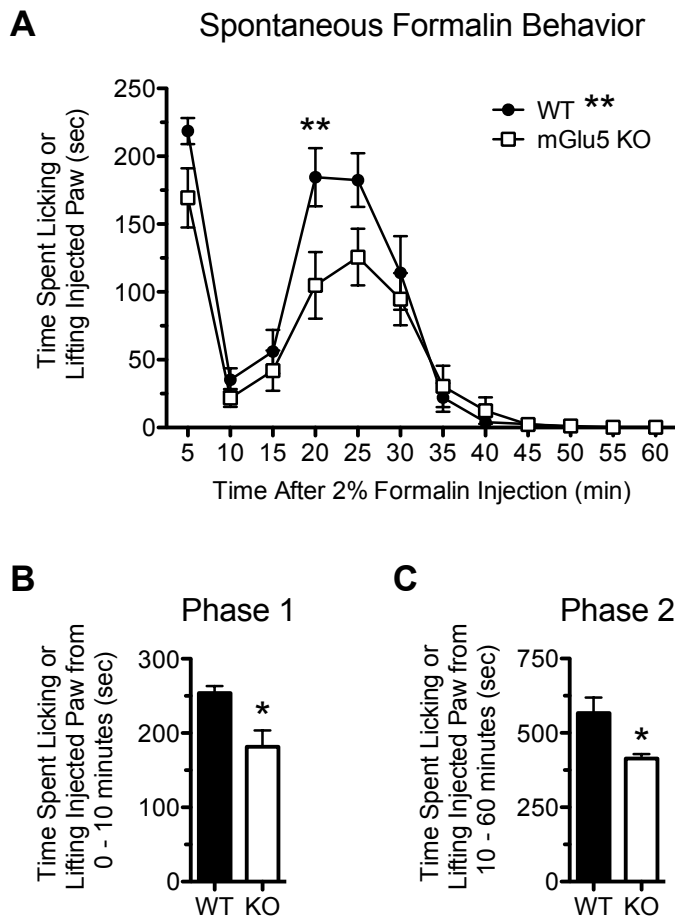 A
Spontaneous Formalin Behavior
Time Spent Licking or
Lifting Injected Paw (sec)
250
200
150
100
50
0
**
WT **
mGlu5 KO
5 10 15 20 25 30 35 40 45 50 55 60
Time After 2% Formalin Injection (min)
B
Phase 1
Time Spent Licking or
Lifting Injected Paw from
0 - 10 minutes (sec)
300
200
100
0
*
WT KO
C
Phase 2
Time Spent Licking or
Lifting Injected Paw from
10 - 60 minutes (sec)
750
500
250
0
*
WT KO